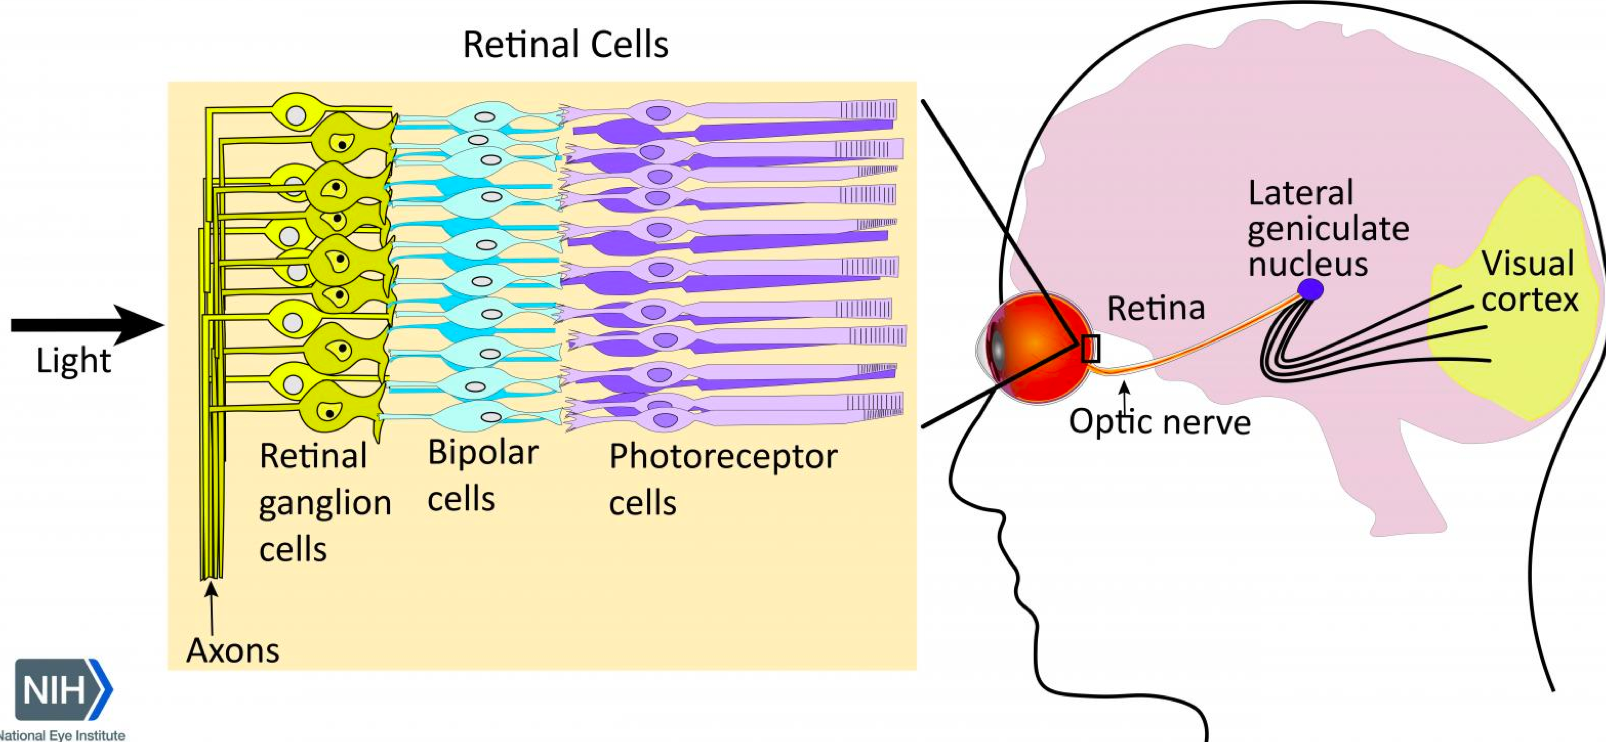 Retinal Cells
Light
Retinal
ganglion
cells
Bipolar
cells
Photoreceptor
cells
Axons
Lateral
geniculate
nucleus
Visual
cortex
Retina
Optic nerve
NIH
National Eye Institute